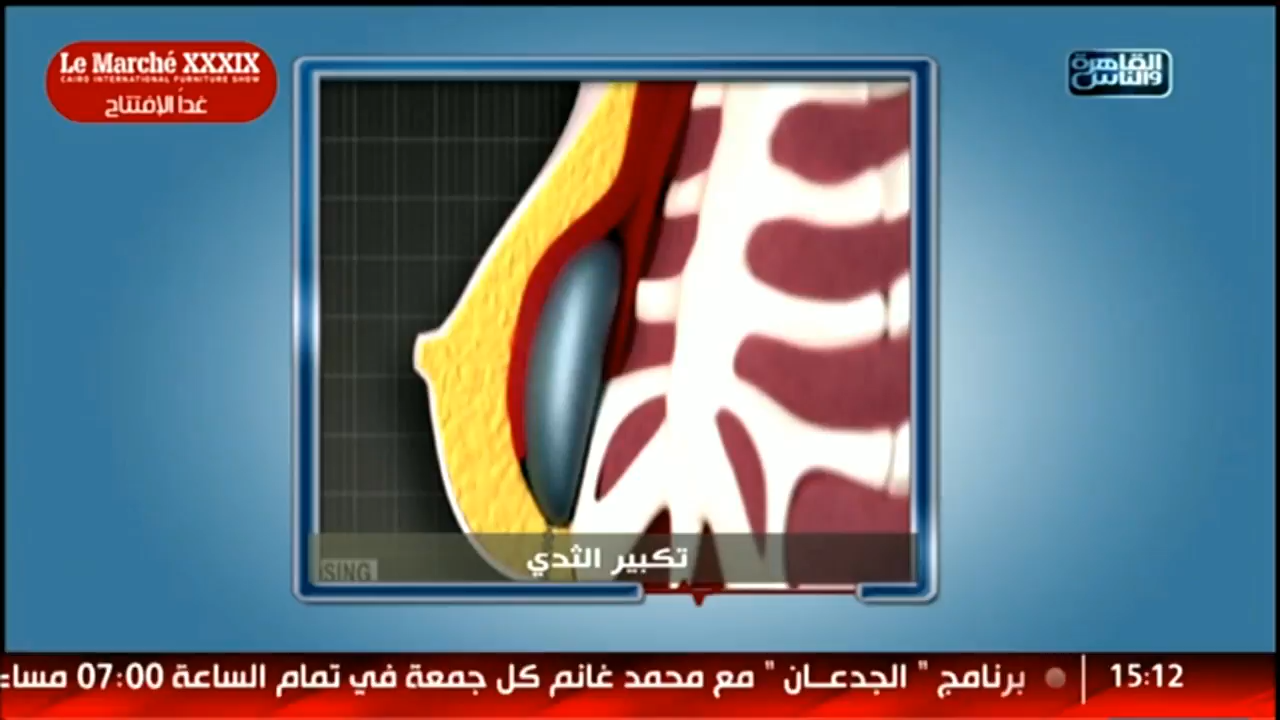 Le Marché XXXIX
CAIRO INTERNATIONAL FURNITURE SHOW
غداً الإفتتاح
القاهرة
والناس
تكبير الثدي
ISING
15:12
برنامج " الجدعــان " مع محمد غانم كل جمعة في تمام الساعة 07:00 مساء